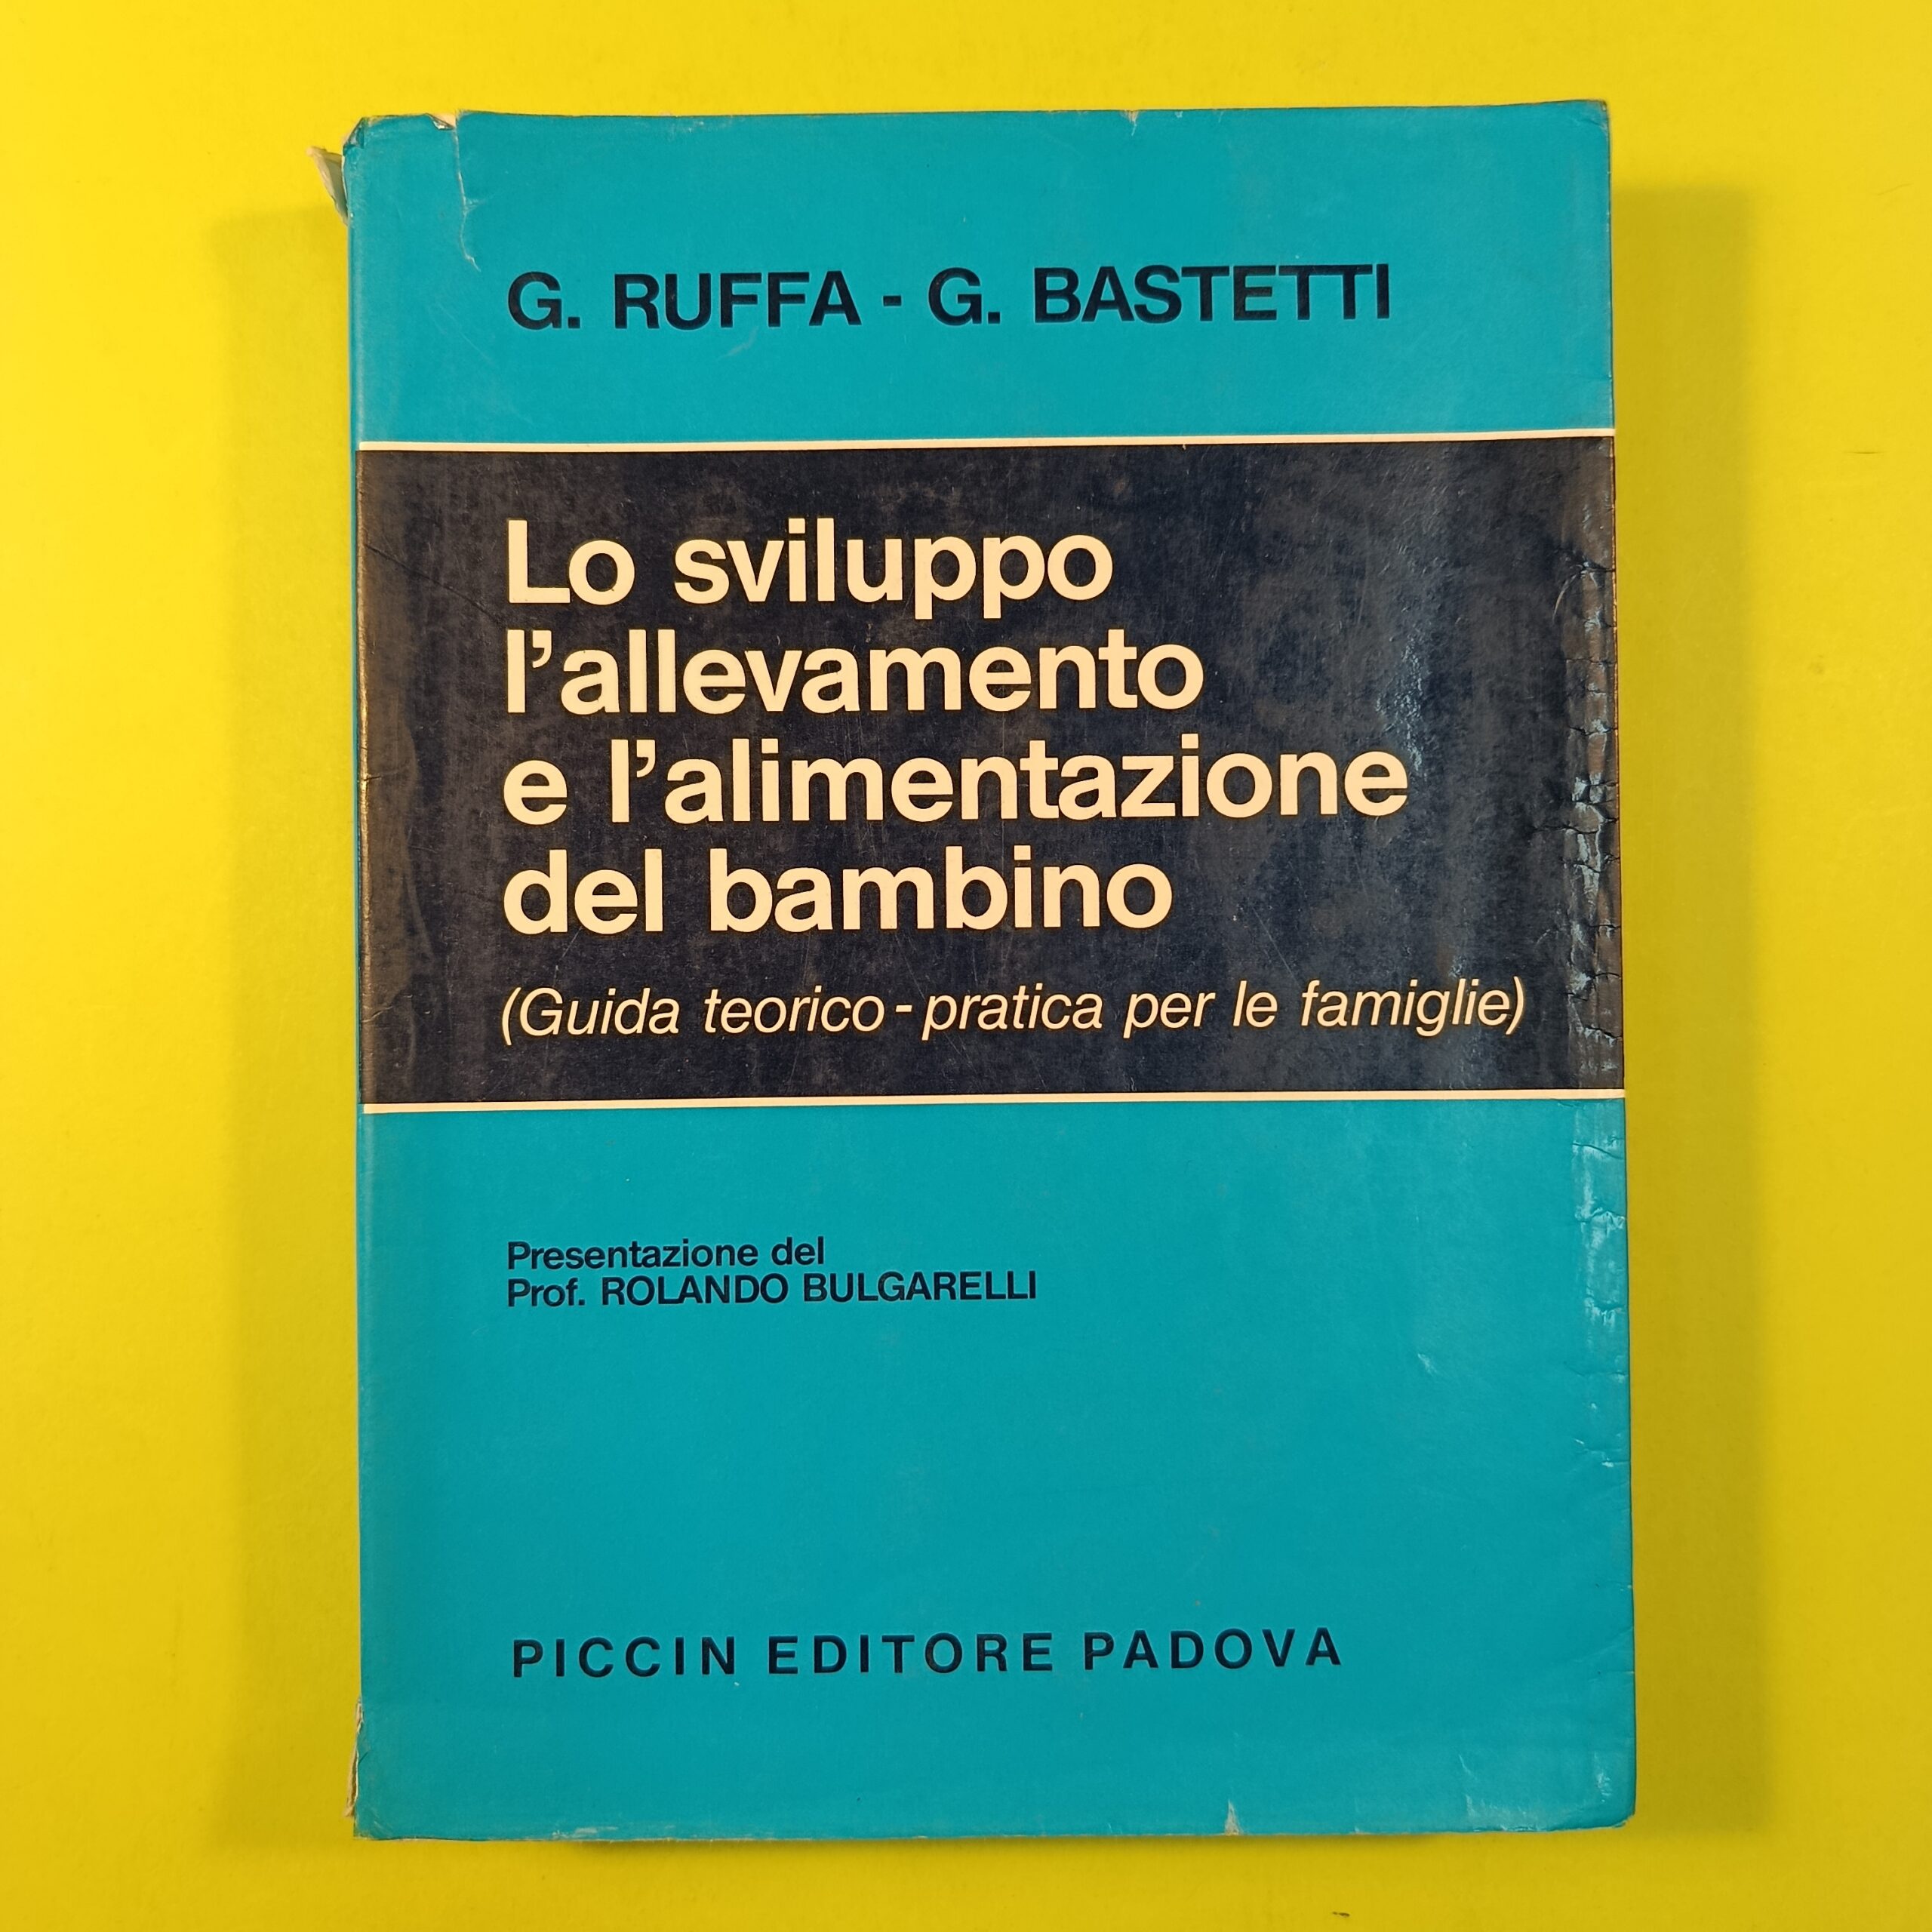 G. RUFFA - G. BASTETTI
Lo sviluppo
l’allevamento
e l’alimentazione
del bambino
(Guida teorico - pratica per le famiglie)
Presentazione del
Prof. ROLANDO BULGARELLI
PICCIN EDITORE PADOVA